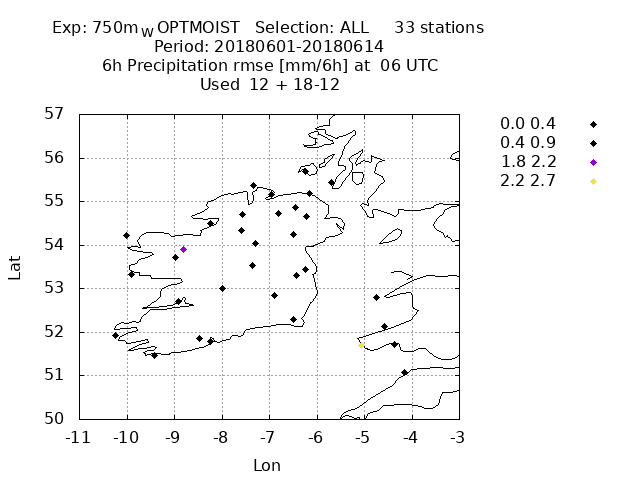 Exp: 750mW OPTMOIST Selection: ALL 33 stations
Period: 20180601-20180614
6h Precipitation rmse [mm/6h] at 06 UTC
Used 12 + 18-12
57
56
55
54
53
52
51
50
Lat
-11 -10 -9 -8 -7 -6 -5 -4 -3
Lon
0.0 0.4
0.4 0.9
1.8 2.2
2.2 2.7